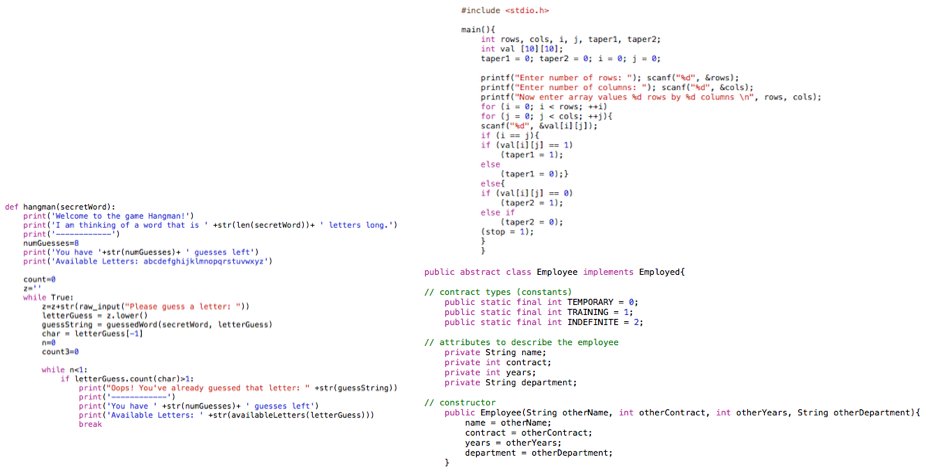 #include <stdio.h>
main(){
int rows, cols, i, j, taper1, taper2;
int val [10][10];
taper1 = 0; taper2 = 0; i = 0; j = 0;
printf("Enter number of rows: "); scanf("%d", &rows);
printf("Enter number of columns: "); scanf("%d", &cols);
printf("Now enter array values %d rows by %d columns \n", rows, cols);
for (i = 0; i < rows; ++i)
for (j = 0; j < cols; ++j){
scanf("%d", &val[i][j]);
if (i == j){
if (val[i][j] == 1)
(taper1 = 1);
else
(taper1 = 0);}
else{
if (val[i][j] == 0)
(taper2 = 1);
else if
(taper2 = 0);
(stop = 1);
}
}
def hangman(secretWord):
print('Welcome to the game Hangman!')
print('I am thinking of a word that is ' +str(len(secretWord))+ ' letters long.')
print('------------')
numGuesses=8
print('You have '+str(numGuesses)+ ' guesses left')
print('Available Letters: abcdefghijklmnopqrstuvwxyz')
count=0
z=''
while True:
z=z+str(raw_input("Please guess a letter: "))
letterGuess = z.lower()
guessString = guessedWord(secretWord, letterGuess)
char = letterGuess[-1]
n=0
count3=0
while n<1:
if letterGuess.count(char)>1:
print("Oops! You've already guessed that letter: " +str(guessString))
print('------------')
print('You have ' +str(numGuesses)+ ' guesses left')
print('Available Letters: ' +str(availableLetters(letterGuess)))
break
public abstract class Employee implements Employed{
// contract types (constants)
public static final int TEMPORARY = 0;
public static final int TRAINING = 1;
public static final int INDEFINITE = 2;
// attributes to describe the employee
private String name;
private int contract;
private int years;
private String department;
// constructor
public Employee(String otherName, int otherContract, int otherYears, String otherDepartment){
name = otherName;
contract = otherContract;
years = otherYears;
department = otherDepartment;
}